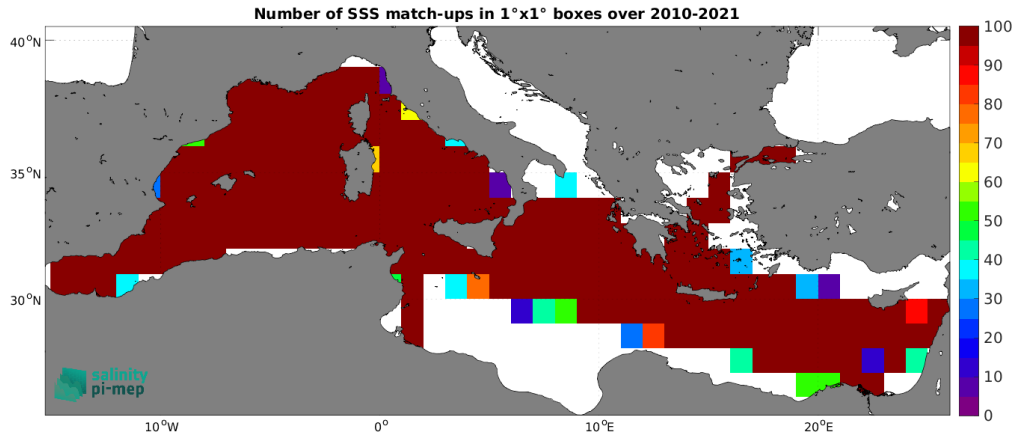 Number of SSS match-ups in 1°x1° boxes over 2010-2021
40°N
35°N
30°N
10°W
0°
10°E
20°E
100
90
80
70
60
50
40
30
20
10
0
salinity
pi-mep